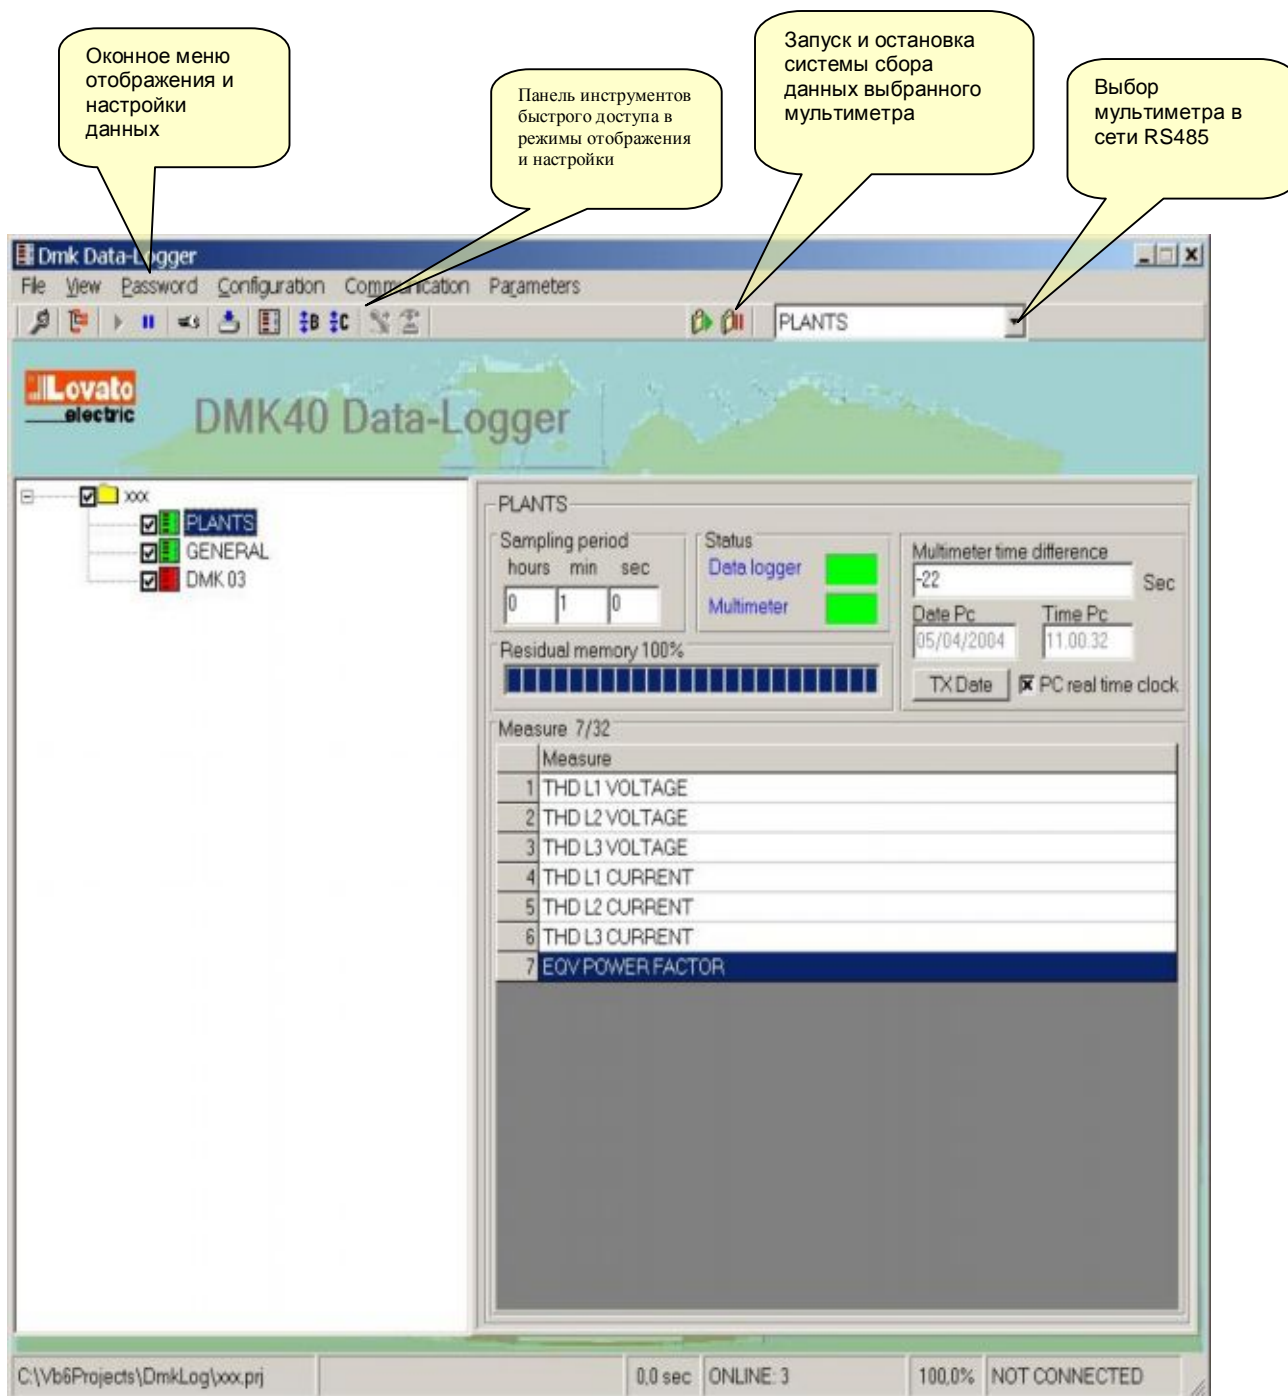 Оконное меню
отображения и
настройки
данных
Панель инструментов
быстрого доступа в
режимы отображения
и настройки
Запуск и остановка
системы сбора
данных выбранного
мультиметра
Выбор
мультиметра в
сети RS485
Dmk Data-Logger
File View Password Configuration Communication Parameters
B C PLANTS
Lovato
electric
DMK40 Data-Logger
xxx
PLANTS
GENERAL
DMK 03
PLANTS
Sampling period
hours min sec
0 1 0
Status
Data logger
Multimeter
Multimeter time difference
-22 Sec
Date Pc Time Pc
05/04/2004 11.00.32
TX Date PC real time clock
Residual memory 100%
Measure 7/32
Measure
1 THD L1 VOLTAGE
2 THD L2 VOLTAGE
3 THD L3 VOLTAGE
4 THD L1 CURRENT
5 THD L2 CURRENT
6 THD L3 CURRENT
7 EQV POWER FACTOR
C:\Vb6Projects\DmkLog\xxx.prj 0,0 sec ONLINE: 3 100,0% NOT CONNECTED